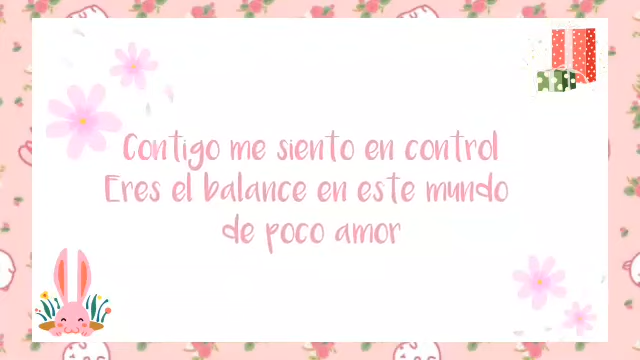 Contigo me siento en control
Eres el balance en este mundo
de poco amor